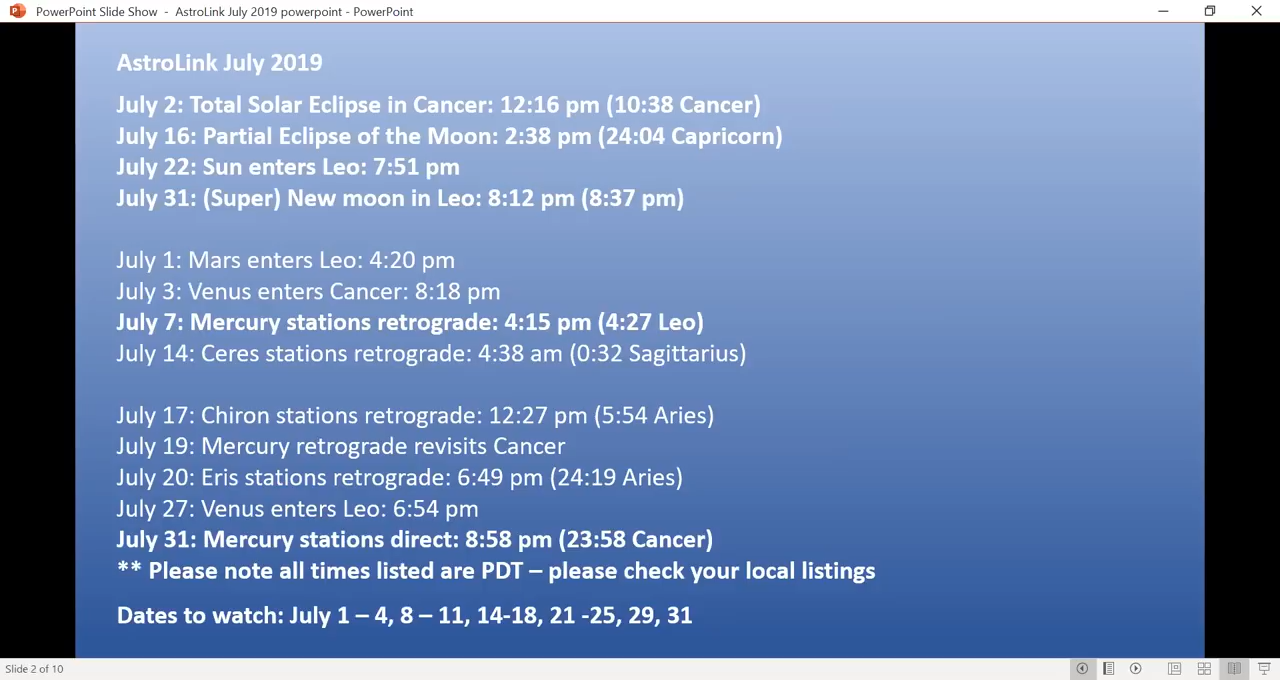 PowerPoint Slide Show - AstroLink July 2019 powerpoint - PowerPoint
AstroLink July 2019
July 2: Total Solar Eclipse in Cancer: 12:16 pm (10:38 Cancer)
July 16: Partial Eclipse of the Moon: 2:38 pm (24:04 Capricorn)
July 22: Sun enters Leo: 7:51 pm
July 31: (Super) New moon in Leo: 8:12 pm (8:37 pm)
July 1: Mars enters Leo: 4:20 pm
July 3: Venus enters Cancer: 8:18 pm
July 7: Mercury stations retrograde: 4:15 pm (4:27 Leo)
July 14: Ceres stations retrograde: 4:38 am (0:32 Sagittarius)
July 17: Chiron stations retrograde: 12:27 pm (5:54 Aries)
July 19: Mercury retrograde revisits Cancer
July 20: Eris stations retrograde: 6:49 pm (24:19 Aries)
July 27: Venus enters Leo: 6:54 pm
July 31: Mercury stations direct: 8:58 pm (23:58 Cancer)
** Please note all times listed are PDT – please check your local listings
Dates to watch: July 1 – 4, 8 – 11, 14-18, 21 -25, 29, 31
Slide 2 of 10